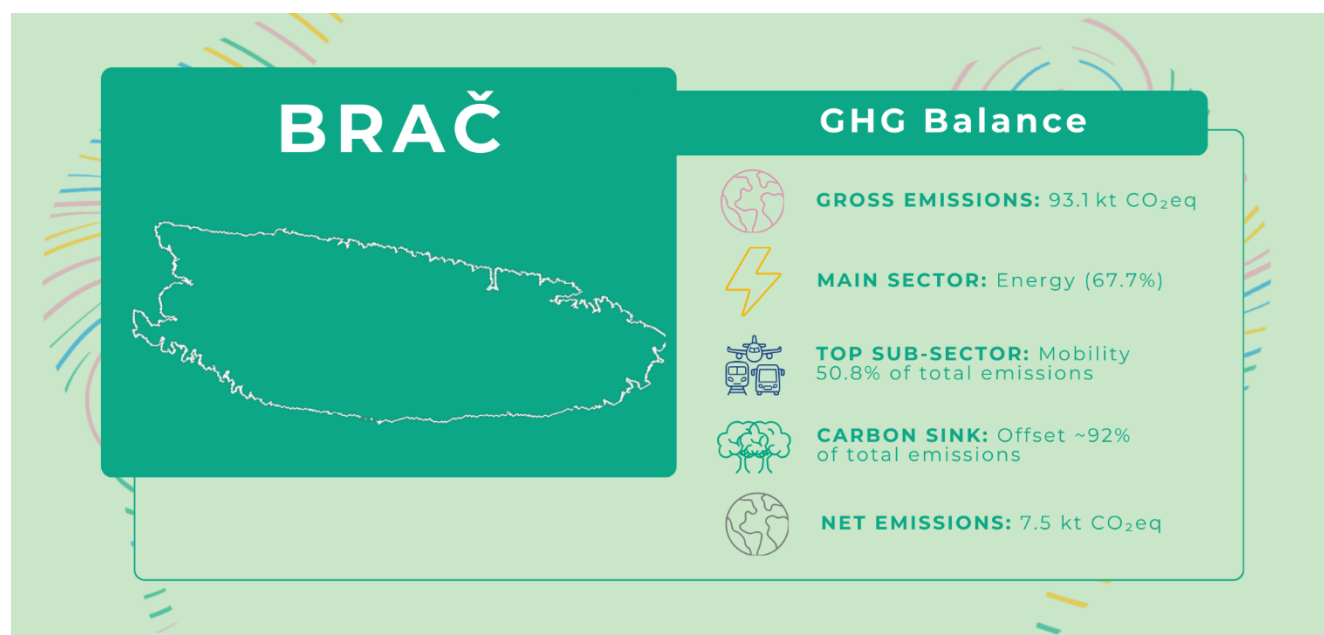 BRAČ
GHG Balance
GROSS EMISSIONS: 93.1 kt CO₂eq
MAIN SECTOR: Energy (67.7%)
TOP SUB-SECTOR: Mobility
50.8% of total emissions
CARBON SINK: Offset ~92%
of total emissions
NET EMISSIONS: 7.5 kt CO₂eq